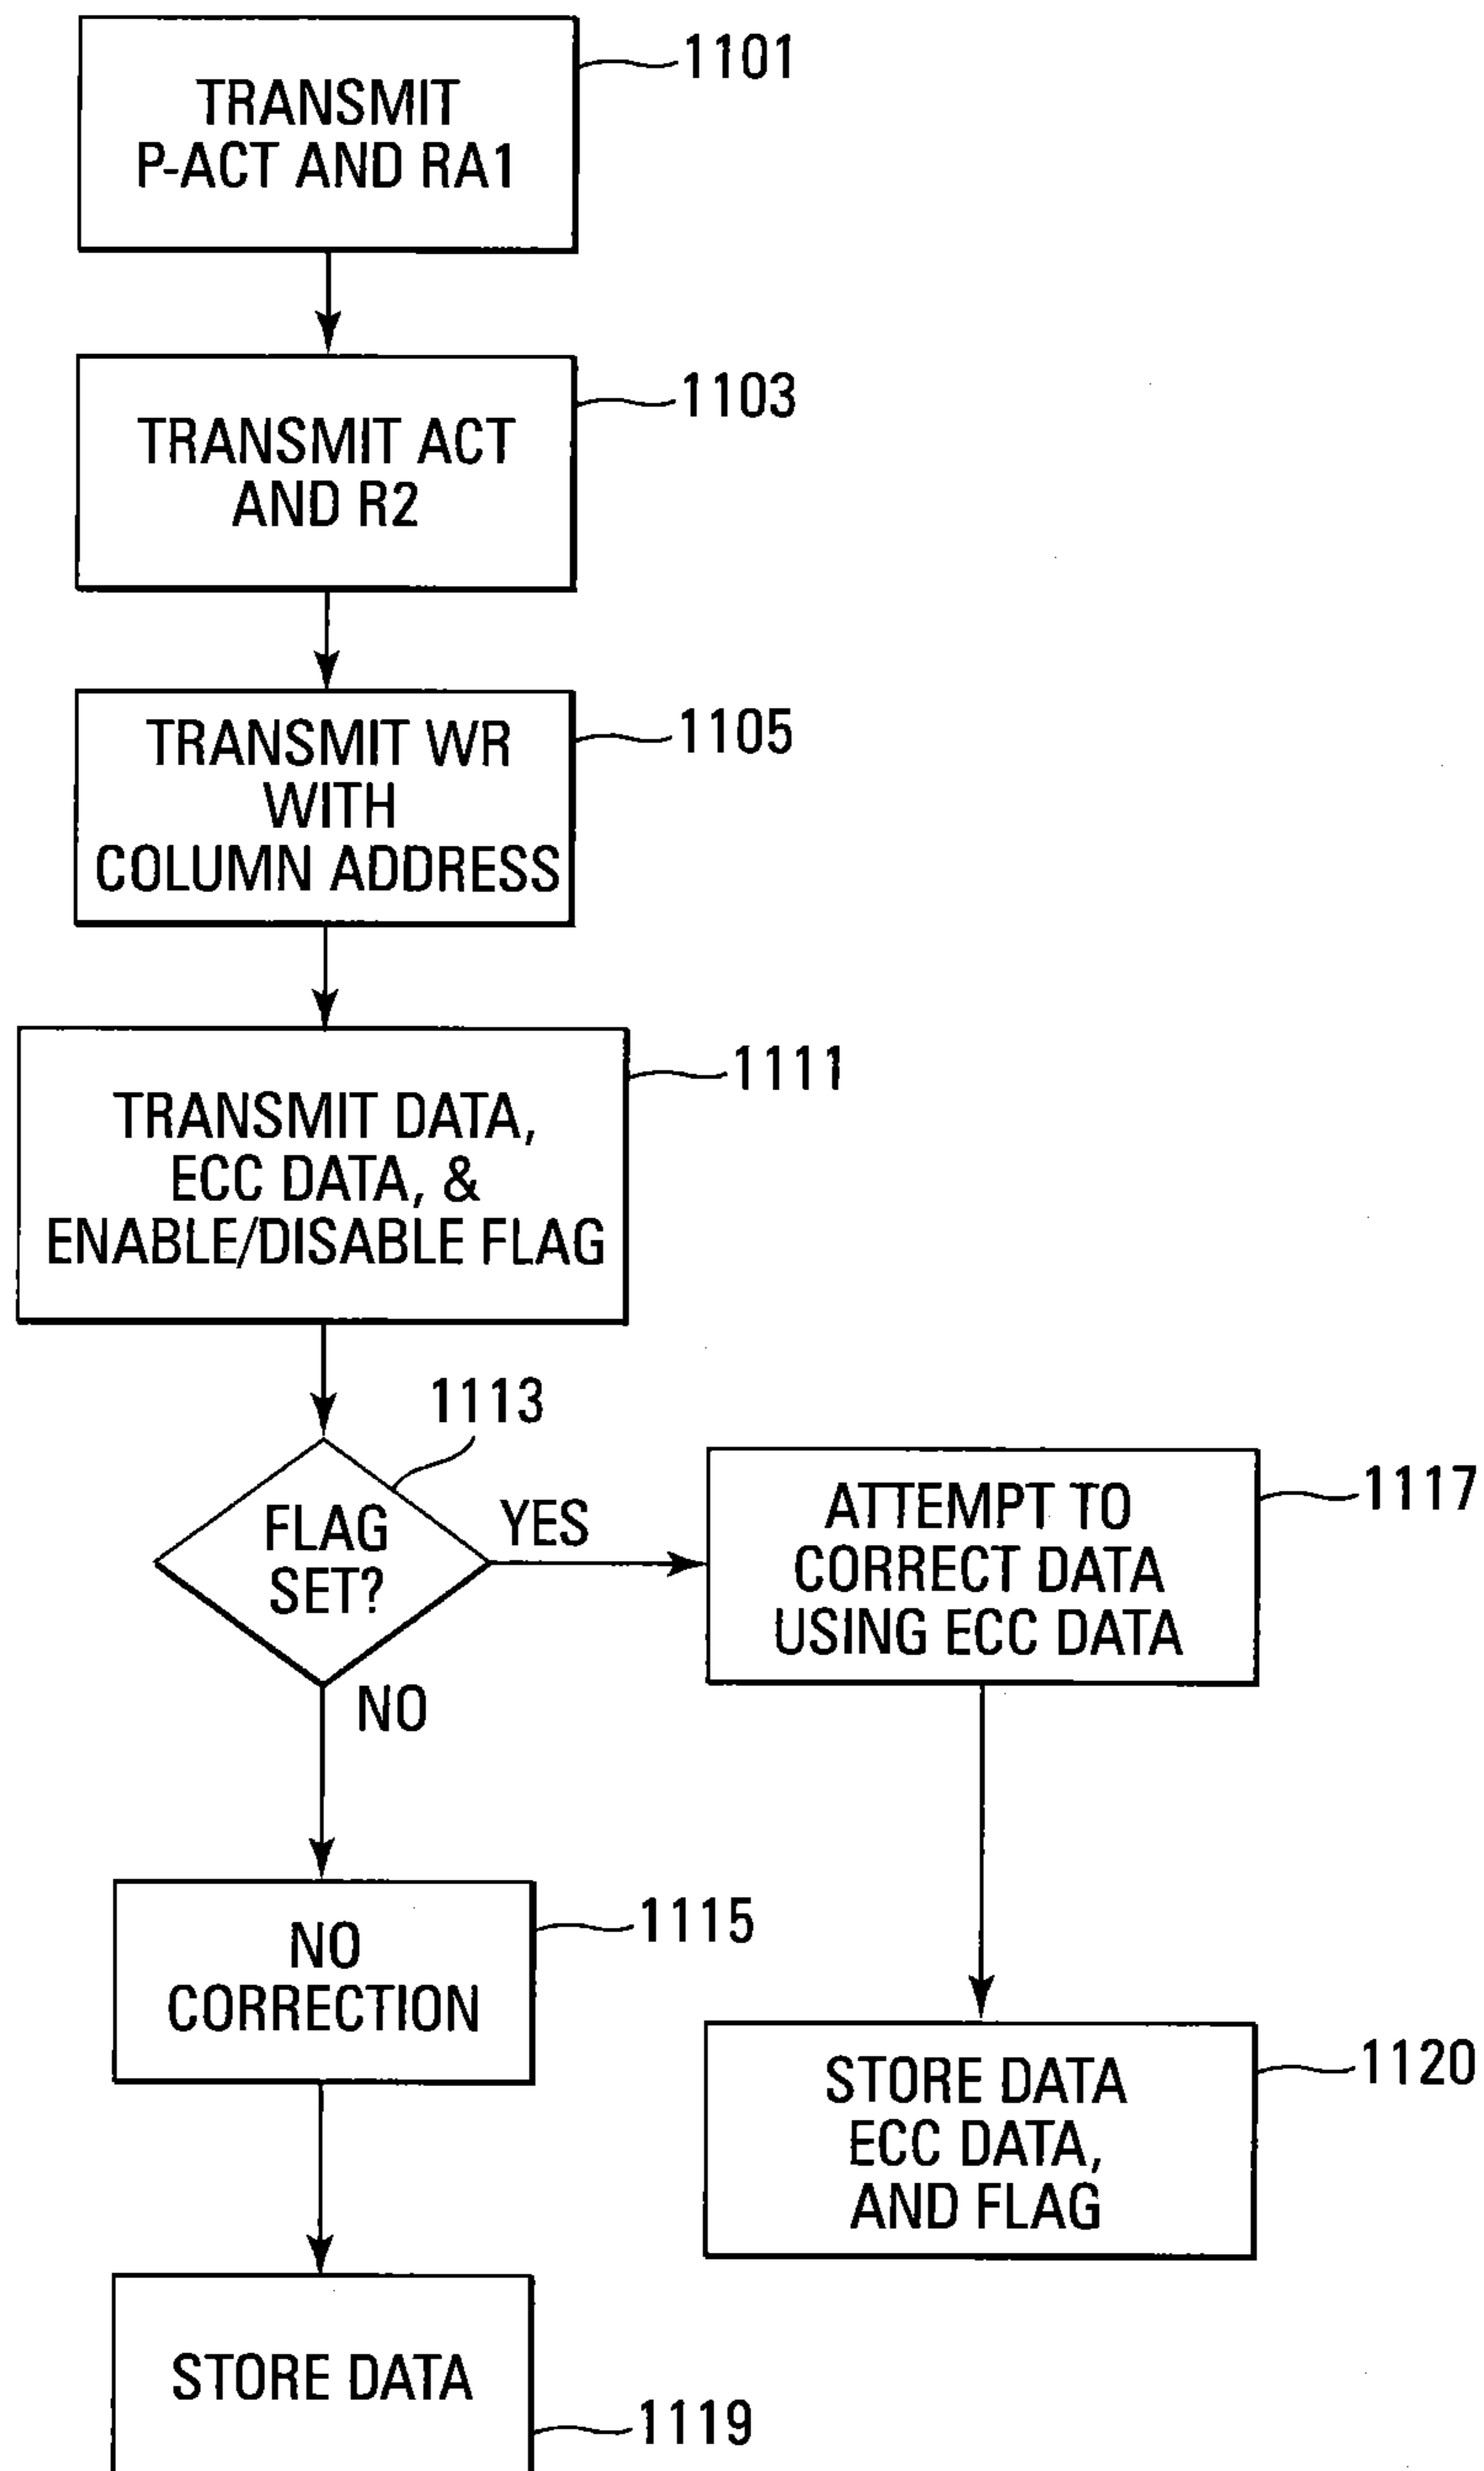 TRANSMIT
P-ACT AND RA1
1101
TRANSMIT ACT
AND R2
1103
TRANSMIT WR
WITH
COLUMN ADDRESS
1105
TRANSMIT DATA,
ECC DATA, &
ENABLE/DISABLE FLAG
1111
1113
FLAG
SET?
YES
NO
ATTEMPT TO
CORRECT DATA
USING ECC DATA
1117
NO
CORRECTION
1115
STORE DATA
ECC DATA,
AND FLAG
1120
STORE DATA
1119